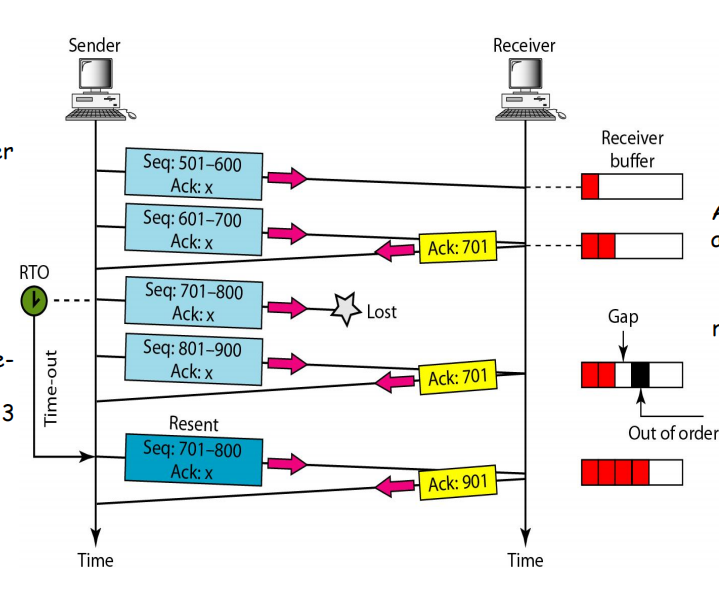 Sender
Receiver
Receiver
buffer
er
Seq: 501–600
Ack: x
Seq: 601–700
Ack: x
Ack: 701
RTO
Seq: 701–800
Ack: x
Lost
Gap
Time-out
Seq: 801–900
Ack: x
Ack: 701
e-
3
Out of order
Resent
Seq: 701–800
Ack: x
Ack: 901
Time
Time